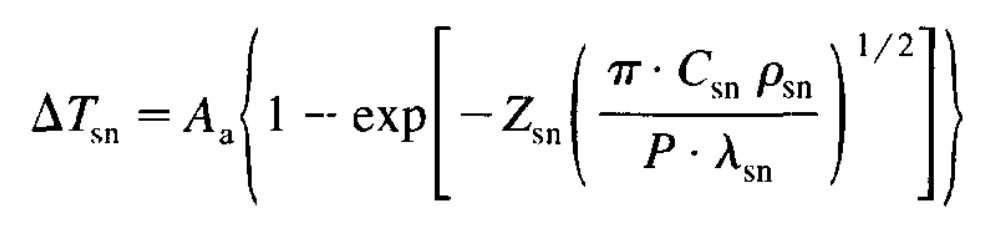 ΔT_sn = A_a { 1 -- exp [ −Z_sn ( π · C_sn ρ_sn / P · λ_sn )^1/2 ] }